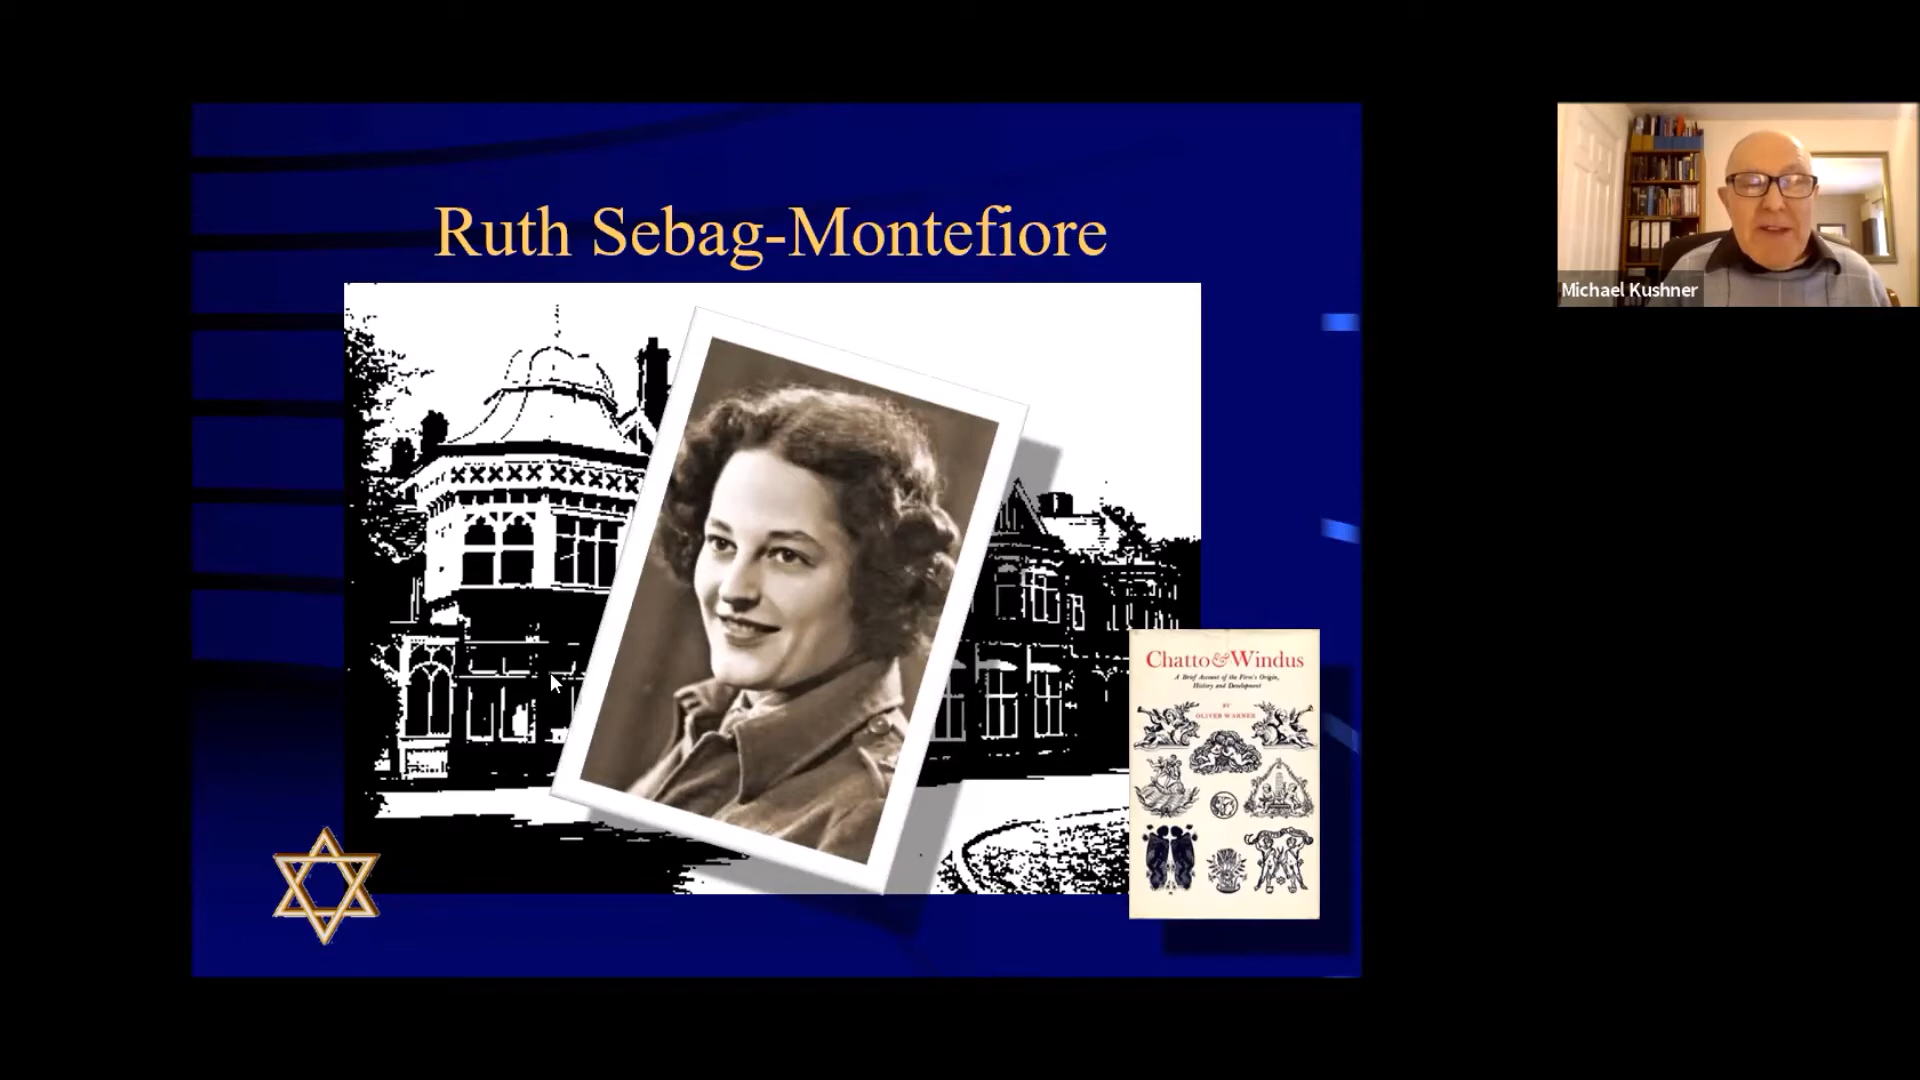 Ruth Sebag-Montefiore
Michael Kushner
Chatto & Windus
A Brief Account of the Firm's Origin,
History and Development
BY
OLIVER WARNER